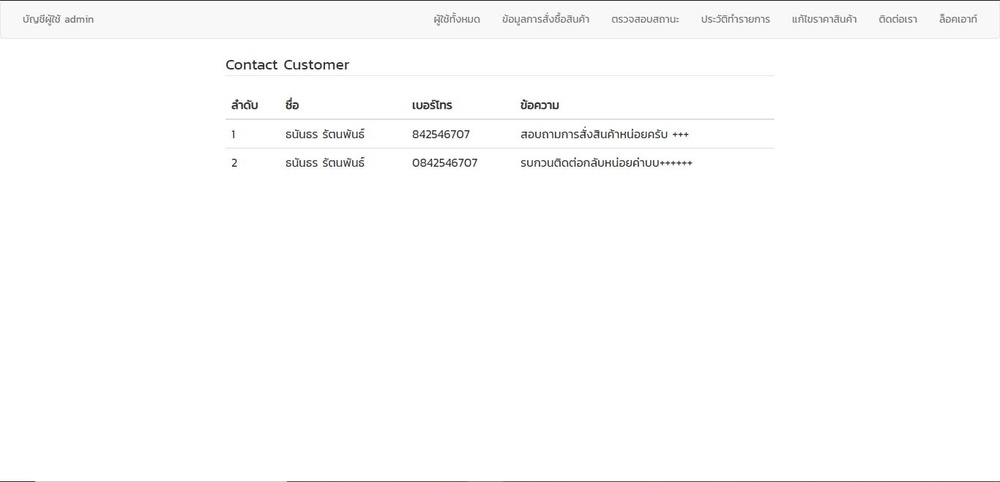 บัญชีผู้ใช้ admin ผู้ใช้ทั้งหมด ข้อมูลการสั่งซื้อสินค้า ตรวจสอบสถานะ ประวัติทำรายการ แก้ไขราคาสินค้า ติดต่อเรา ล็อคเอาท์
Contact Customer
ลำดับ ชื่อ เบอร์โทร ข้อความ
1 ธนันธร รัตนพันธ์ 842546707 สอบถามการสั่งสินค้าหน่อยครับ +++
2 ธนันธร รัตนพันธ์ 0842546707 รบกวนติดต่อกลับหน่อยค่าบบ++++++